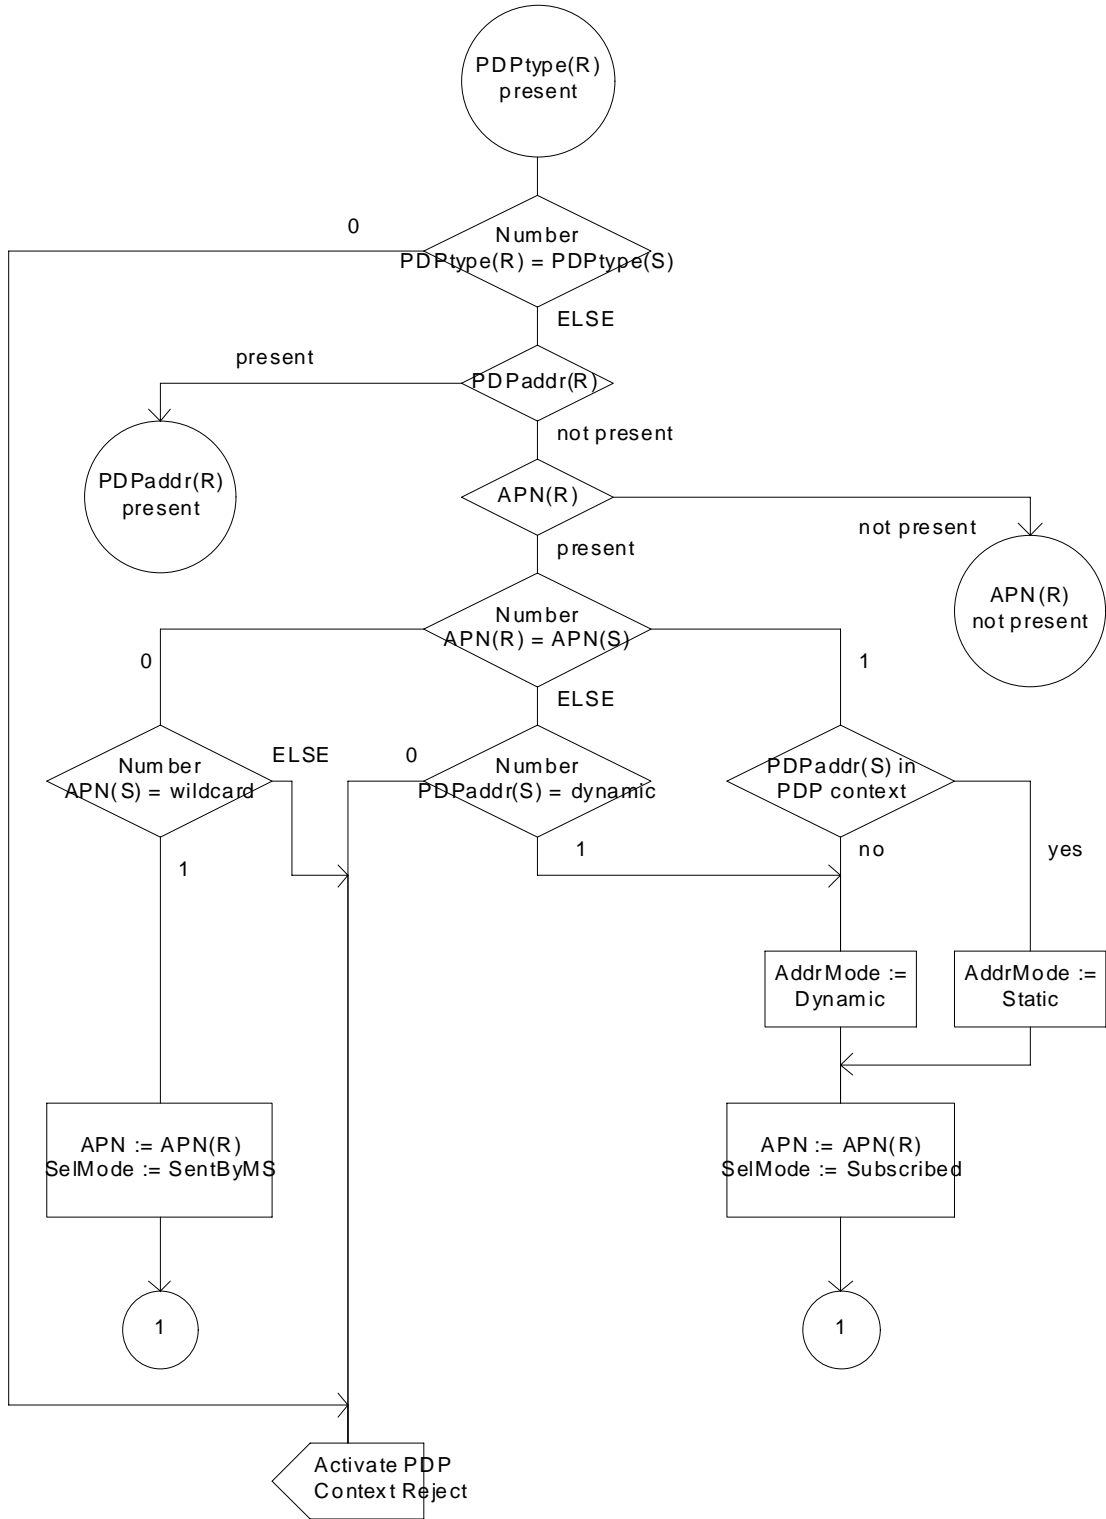 PDPtype(R)
present
0
Number
PDPtype(R) = PDPtype(S)
ELSE
present
PDPaddr(R)
not present
PDPaddr(R)
present
APN(R)
not present
present
APN(R)
not present
Number
APN(R) = APN(S)
0
1
ELSE
ELSE
0
Number
APN(S) = wildcard
Number
PDPaddr(S) = dynamic
PDPaddr(S) in
PDP context
1
1
no
yes
AddrMode :=
Dynamic
AddrMode :=
Static
APN := APN(R)
SelMode := SentByMS
APN := APN(R)
SelMode := Subscribed
1
1
Activate PDP
Context Reject